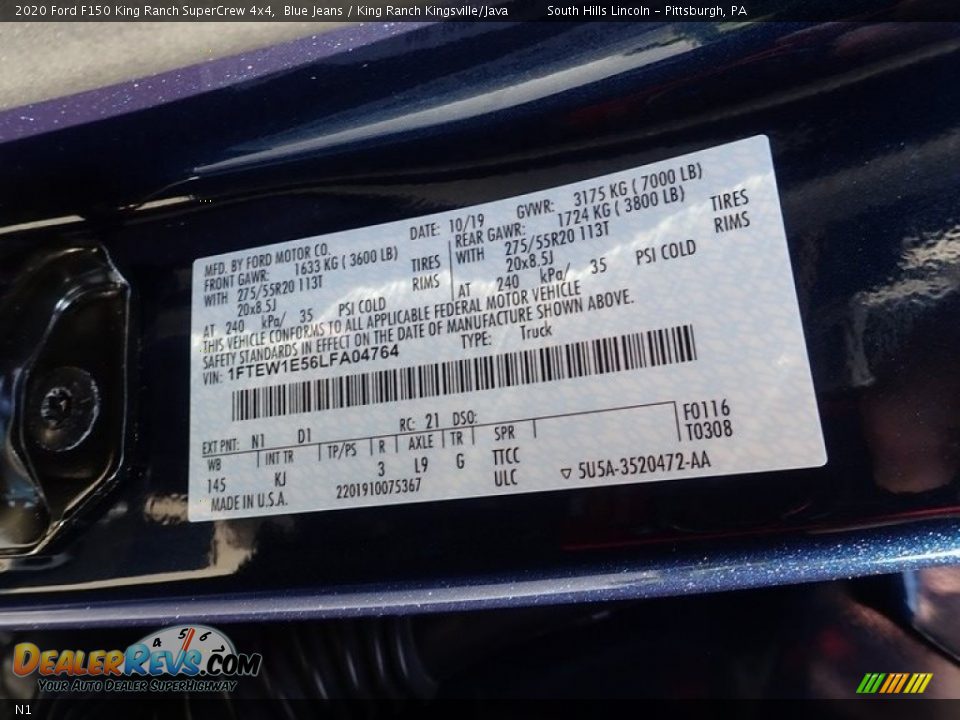 2020 Ford F150 King Ranch SuperCrew 4x4, Blue Jeans / King Ranch Kingsville/Java South Hills Lincoln - Pittsburgh, PA
MFD. BY FORD MOTOR CO. DATE: 10/19 GVWR: 3175 KG ( 7000 LB)
FRONT GAWR: 1633 KG ( 3600 LB) REAR GAWR: 1724 KG ( 3800 LB)
WITH 275/55R20 113T TIRES WITH 275/55R20 113T TIRES
20x8.5J RIMS 20x8.5J RIMS
AT 240 kPa/ 35 PSI COLD AT 240 kPa/ 35 PSI COLD
THIS VEHICLE CONFORMS TO ALL APPLICABLE FEDERAL MOTOR VEHICLE
SAFETY STANDARDS IN EFFECT ON THE DATE OF MANUFACTURE SHOWN ABOVE.
VIN: 1FTEW1E56LFA04764 TYPE: Truck
EXT PNT: N1 D1 RC: 21 DSO: F0116
WB INT TR TP/PS R AXLE TR SPR T0308
145 KJ 3 L9 G TTCC
ULC ▽ 5U5A-3520472-AA
MADE IN U.S.A. 2201910075367
4 5 6
DEALERREVS.COM
YOUR AUTO DEALER SUPERHIGHWAY
N1